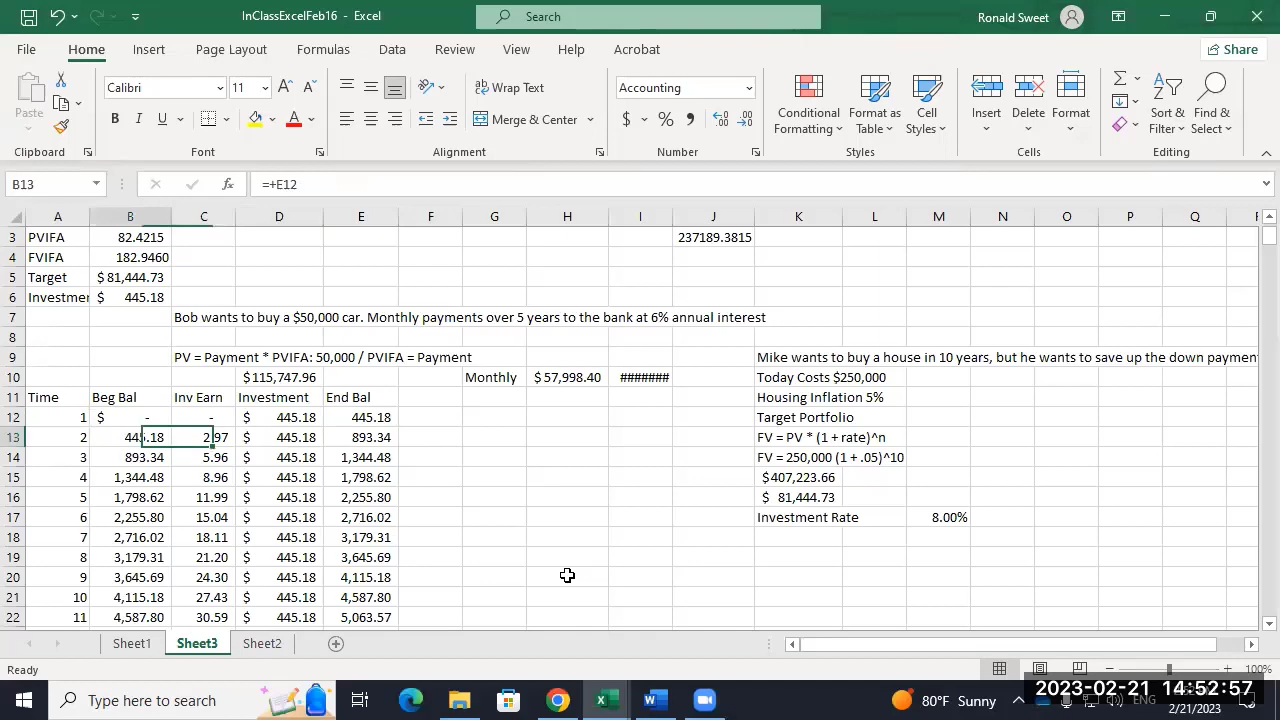 InClassExcelFeb16 - Excel
Search
Ronald Sweet
File Home Insert Page Layout Formulas Data Review View Help Acrobat
Share
Paste
Clipboard
Calibri 11
B I U
Font
Wrap Text
Merge & Center
Alignment
Accounting
$ % ,
Number
Conditional Formatting
Format as Table
Cell Styles
Styles
Insert Delete Format
Cells
Sort & Filter
Find & Select
Editing
B13 fx =+E12
A B C D E F G H I J K L M N O P Q
3 PVIFA 82.4215 237189.3815
4 FVIFA 182.9460
5 Target $ 81,444.73
6 Investmen $ 445.18
7 Bob wants to buy a $50,000 car. Monthly payments over 5 years to the bank at 6% annual interest
8
9 PV = Payment * PVIFA: 50,000 / PVIFA = Payment Mike wants to buy a house in 10 years, but he wants to save up the down payment
10 $ 115,747.96 Monthly $ 57,998.40 ####### Today Costs $250,000
11 Time Beg Bal Inv Earn Investment End Bal Housing Inflation 5%
12 1 $ - - $ 445.18 445.18 Target Portfolio
13 2 445.18 2.97 $ 445.18 893.34 FV = PV * (1 + rate)^n
14 3 893.34 5.96 $ 445.18 1,344.48 FV = 250,000 (1 + .05)^10
15 4 1,344.48 8.96 $ 445.18 1,798.62 $ 407,223.66
16 5 1,798.62 11.99 $ 445.18 2,255.80 $ 81,444.73
17 6 2,255.80 15.04 $ 445.18 2,716.02 Investment Rate 8.00%
18 7 2,716.02 18.11 $ 445.18 3,179.31
19 8 3,179.31 21.20 $ 445.18 3,645.69
20 9 3,645.69 24.30 $ 445.18 4,115.18
21 10 4,115.18 27.43 $ 445.18 4,587.80
22 11 4,587.80 30.59 $ 445.18 5,063.57
Sheet1 Sheet3 Sheet2
Ready
100%
Type here to search
80°F Sunny
ENG
2023-02-21 14:52:57
2/21/2023